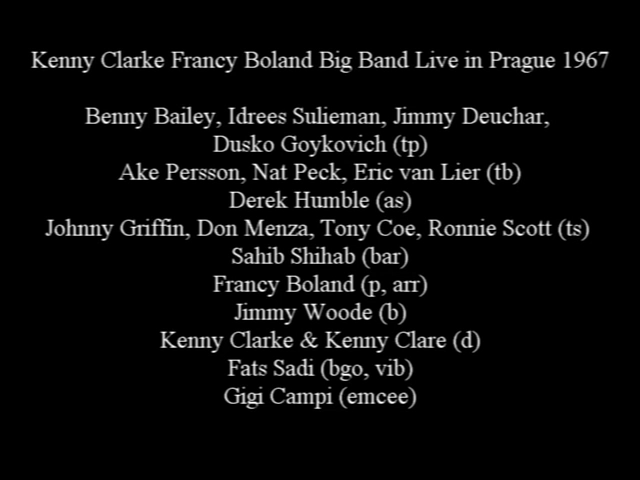 Kenny Clarke Francy Boland Big Band Live in Prague 1967
Benny Bailey, Idrees Sulieman, Jimmy Deuchar,
Dusko Goykovich (tp)
Ake Persson, Nat Peck, Eric van Lier (tb)
Derek Humble (as)
Johnny Griffin, Don Menza, Tony Coe, Ronnie Scott (ts)
Sahib Shihab (bar)
Francy Boland (p, arr)
Jimmy Woode (b)
Kenny Clarke & Kenny Clare (d)
Fats Sadi (bgo, vib)
Gigi Campi (emcee)